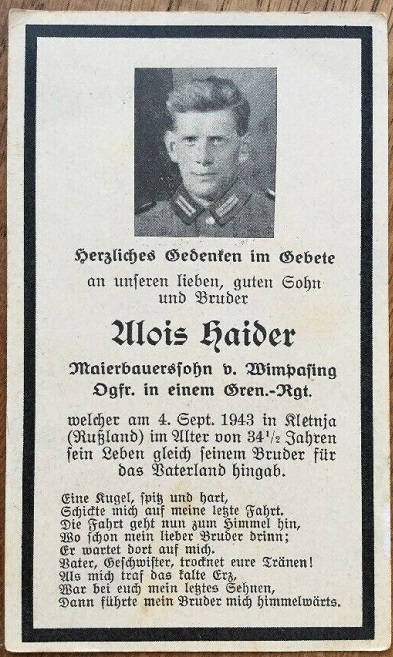 Herzliches Gedenken im Gebete
an unseren lieben, guten Sohn
und Bruder
Alois Haider
Maierbauerssohn v. Wimpasing
Ogfr. in einem Gren.-Rgt.
welcher am 4. Sept. 1943 in Kletnja
(Rußland) im Alter von 34½ Jahren
sein Leben gleich seinem Bruder für
das Vaterland hingab.
Eine Kugel, spitz und hart,
Schickte mich auf meine letzte Fahrt.
Die Fahrt geht nun zum Himmel hin,
Wo schon mein lieder Bruder drinn;
Er wartet dort auf mich.
Vater, Geschwister, trocknet eure Tränen!
Als mich traf das kalte Erz,
War bei euch mein letztes Sehnen,
Dann führte mein Bruder mich himmelwärts.